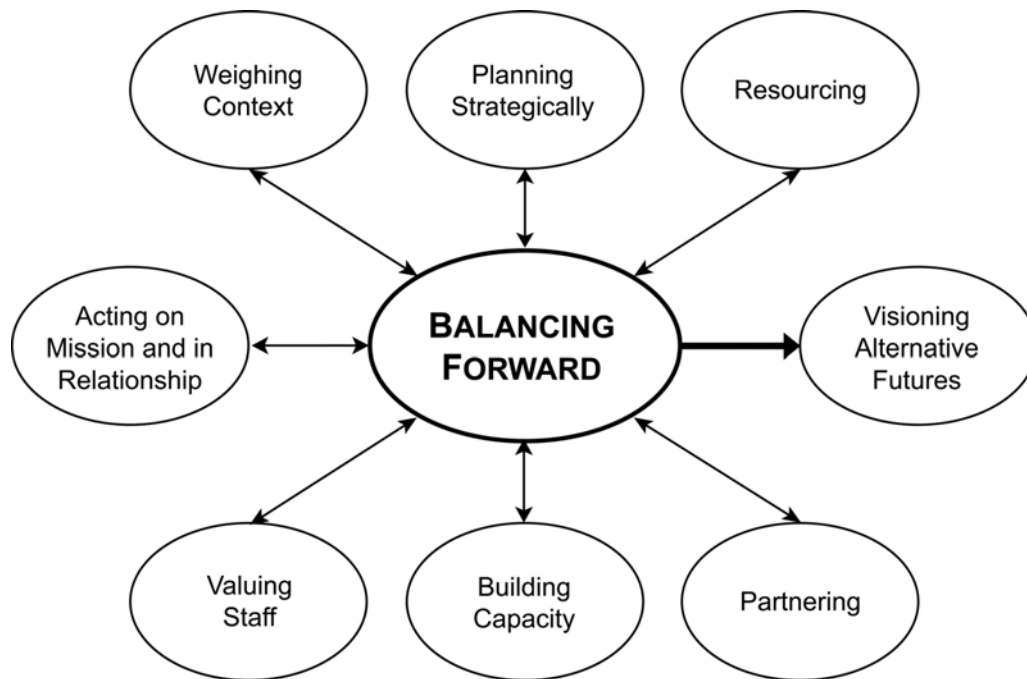 Weighing
Context
Planning
Strategically
Resourcing
Acting on
Mission and in
Relationship
BALANCING
FORWARD
Visioning
Alternative
Futures
Valuing
Staff
Building
Capacity
Partnering